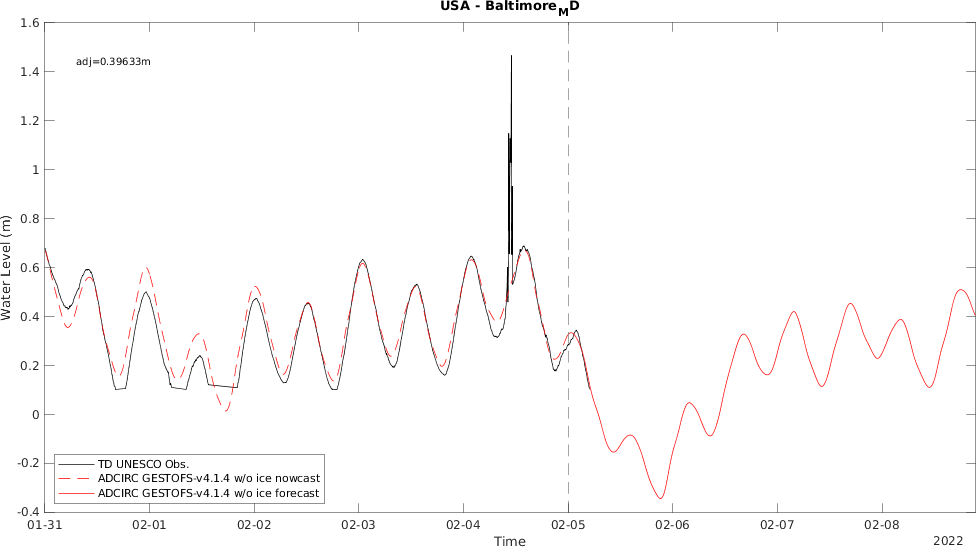 USA - Baltimore_MD
1.6
adj=0.39633m
1.4
1.2
1
0.8
0.6
0.4
0.2
0
-0.2
-0.4
Water Level (m)
TD UNESCO Obs.
ADCIRC GESTOFS-v4.1.4 w/o ice nowcast
ADCIRC GESTOFS-v4.1.4 w/o ice forecast
01-31 02-01 02-02 02-03 02-04 02-05 02-06 02-07 02-08
Time
2022